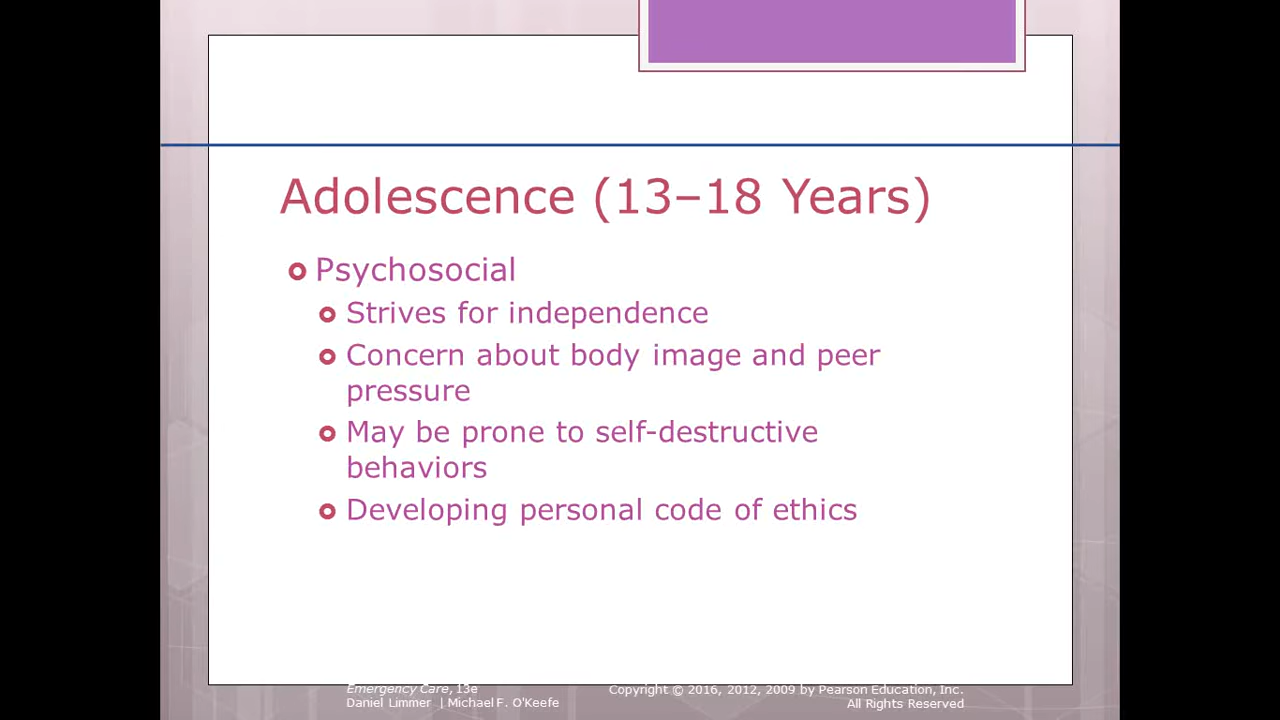 Adolescence (13–18 Years)
Psychosocial
Strives for independence
Concern about body image and peer
pressure
May be prone to self-destructive
behaviors
Developing personal code of ethics
Emergency Care, 13e
Daniel Limmer | Michael F. O'Keefe
Copyright © 2016, 2012, 2009 by Pearson Education, Inc.
All Rights Reserved